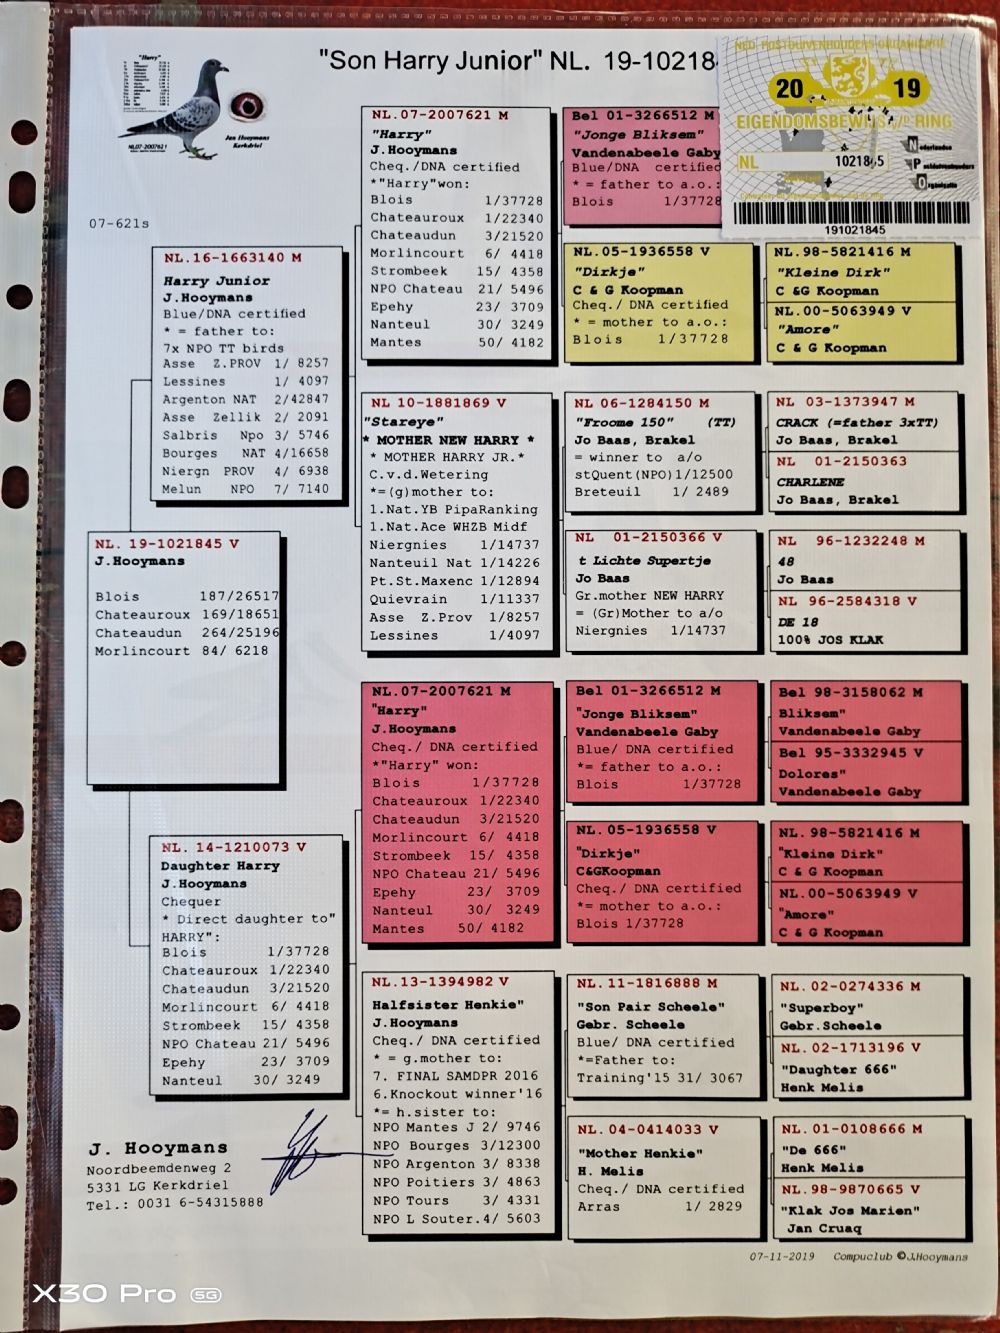 "Son Harry Junior" NL. 19-10218
"Harry"
NL07-2007621
Jan Hooymans
Kerkdriel
07-621s
NED. POSTDUIVENHOUDERS ORGANISATIE
20 19
EIGENDOMSBEWIJS v/d RING
NL 1021845
Nederlandse
Postduivenhouders
Organisatie
191021845
NL. 19-1021845 V
J.Hooymans
Blois 187/26517
Chateauroux 169/18651
Chateaudun 264/25196
Morlincourt 84/ 6218
NL.16-1663140 M
Harry Junior
J.Hooymans
Blue/DNA certified
* = father to:
7x NPO TT birds
Asse Z.PROV 1/ 8257
Lessines 1/ 4097
Argenton NAT 2/42847
Asse Zellik 2/ 2091
Salbris Npo 3/ 5746
Bourges NAT 4/16658
Niergn PROV 4/ 6938
Melun NPO 7/ 7140
NL. 14-1210073 V
Daughter Harry
J.Hooymans
Chequer
* Direct daughter to"
HARRY":
Blois 1/37728
Chateauroux 1/22340
Chateaudun 3/21520
Morlincourt 6/ 4418
Strombeek 15/ 4358
NPO Chateau 21/ 5496
Epehy 23/ 3709
Nanteul 30/ 3249
NL.07-2007621 M
"Harry"
J.Hooymans
Cheq./DNA certified
*"Harry"won:
Blois 1/37728
Chateauroux 1/22340
Chateaudun 3/21520
Morlincourt 6/ 4418
Strombeek 15/ 4358
NPO Chateau 21/ 5496
Epehy 23/ 3709
Nanteul 30/ 3249
Mantes 50/ 4182
NL 10-1881869 V
"Stareye"
* MOTHER NEW HARRY *
* MOTHER HARRY JR.*
C.v.d.Wetering
*=(g)mother to:
1.Nat.YB PipaRanking
1.Nat.Ace WHZB Midf
Niergnies 1/14737
Nanteuil Nat 1/14226
Pt.St.Maxenc 1/12894
Quievrain 1/11337
Asse Z.Prov 1/8257
Lessines 1/4097
NL.07-2007621 M
"Harry"
J.Hooymans
Cheq./ DNA certified
*"Harry" won:
Blois 1/37728
Chateauroux 1/22340
Chateaudun 3/21520
Morlincourt 6/ 4418
Strombeek 15/ 4358
NPO Chateau 21/ 5496
Epehy 23/ 3709
Nanteul 30/ 3249
Mantes 50/ 4182
NL.13-1394982 V
Halfsister Henkie"
J.Hooymans
Cheq./ DNA certified
* = g.mother to:
7. FINAL SAMDPR 2016
6.Knockout winner'16
*= h.sister to:
NPO Mantes J 2/ 9746
NPO Bourges 3/12300
NPO Argenton 3/ 8338
NPO Poitiers 3/ 4863
NPO Tours 3/ 4331
NPO L Souter.4/ 5603
Bel 01-3266512 M
"Jonge Bliksem"
Vandenabeele Gaby
Blue/DNA certified
* = father to a.o.:
Blois 1/37728
NL.05-1936558 V
"Dirkje"
C & G Koopman
Cheq./ DNA certified
* = mother to a.o.:
Blois 1/37728
NL 06-1284150 M
"Froome 150" (TT)
Jo Baas, Brakel
= winner to a/o
stQuent(NPO)1/12500
Breteuil 1/ 2489
NL 01-2150366 V
t Lichte Supertje
Jo Baas
Gr.mother NEW HARRY
= (Gr)Mother to a/o
Niergnies 1/14737
Bel 01-3266512 M
"Jonge Bliksem"
Vandenabeele Gaby
Blue/ DNA certified
*= father to a.o.:
Blois 1/37728
NL.05-1936558 V
"Dirkje"
C&GKoopman
Cheq./ DNA certified
*= mother to a.o.:
Blois 1/37728
NL. 11-1816888 M
"Son Pair Scheele"
Gebr. Scheele
Blue/ DNA certified
*=Father to:
Training'15 31/ 3067
NL. 04-0414033 V
"Mother Henkie"
H. Melis
Cheq./ DNA certified
Arras 1/ 2829
NL.98-5821416 M
"Kleine Dirk"
C &G Koopman
NL.00-5063949 V
"Amore"
C & G Koopman
NL 03-1373947 M
CRACK (=father 3xTT)
Jo Baas, Brakel
NL 01-2150363
CHARLENE
Jo Baas, Brakel
NL 96-1232248 M
48
Jo Baas
NL 96-2584318 V
DE 18
100% JOS KLAK
Bel 98-3158062 M
Bliksem"
Vandenabeele Gaby
Bel 95-3332945 V
Dolores"
Vandenabeele Gaby
NL. 98-5821416 M
"Kleine Dirk"
C & G Koopman
NL.00-5063949 V
"Amore"
C & G Koopman
NL. 02-0274336 M
"Superboy"
Gebr.Scheele
NL. 02-1713196 V
"Daughter 666"
Henk Melis
NL. 01-0108666 M
"De 666"
Henk Melis
NL.98-9870665 V
"Klak Jos Marien"
Jan Cruaq
J. Hooymans
Noordbeemdenweg 2
5331 LG Kerkdriel
Tel.: 0031 6-54315888
07-11-2019 Compuclub ©J.Hooymans
X30 Pro 5G